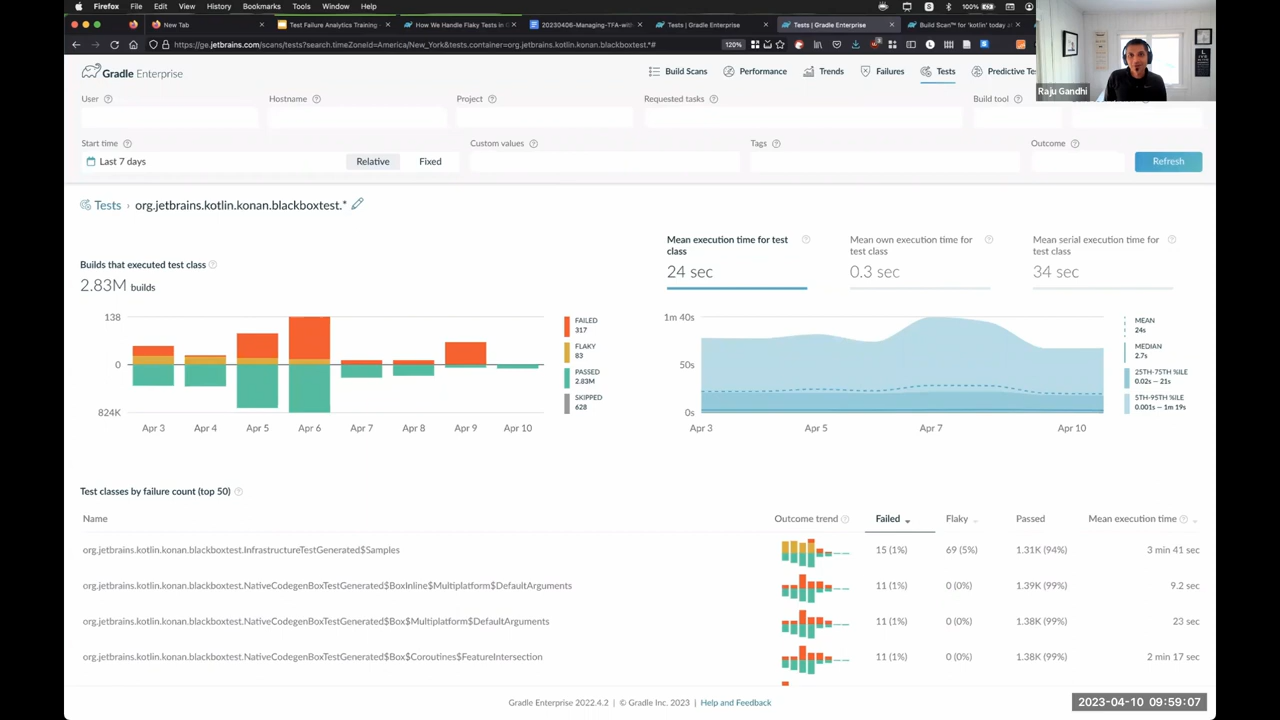 Firefox File Edit View History Bookmarks Tools Window Help
100%
New Tab
Test Failure Analytics Training
How We Handle Flaky Tests in
20230406-Managing-TFA-with
Tests | Gradle Enterprise
Tests | Gradle Enterprise
Build Scan™ for 'kotlin' today a
https://ge.jetbrains.com/scans/tests?search.timeZoneId=America/New_York&tests.container=org.jetbrains.kotlin.konan.blackboxtest.*#
120%
Gradle Enterprise
Build Scans Performance Trends Failures Tests Predictive Te
Raju Gandhi
User Hostname Project Requested tasks Build tool
Start time Custom values Tags Outcome
Last 7 days Relative Fixed Refresh
Tests › org.jetbrains.kotlin.konan.blackboxtest.*
Builds that executed test class
2.83M builds
138
0
824K
Apr 3 Apr 4 Apr 5 Apr 6 Apr 7 Apr 8 Apr 9 Apr 10
FAILED
317
FLAKY
83
PASSED
2.83M
SKIPPED
628
Mean execution time for test class
24 sec
Mean own execution time for test class
0.3 sec
Mean serial execution time for test class
34 sec
1m 40s
50s
0s
Apr 3 Apr 5 Apr 7 Apr 10
MEAN
24s
MEDIAN
2.7s
25TH-75TH %ILE
0.02s — 21s
5TH-95TH %ILE
0.001s — 1m 19s
Test classes by failure count (top 50)
Name Outcome trend Failed Flaky Passed Mean execution time
org.jetbrains.kotlin.konan.blackboxtest.InfrastructureTestGenerated$Samples 15 (1%) 69 (5%) 1.31K (94%) 3 min 41 sec
org.jetbrains.kotlin.konan.blackboxtest.NativeCodegenBoxTestGenerated$BoxInline$Multiplatform$DefaultArguments 11 (1%) 0 (0%) 1.39K (99%) 9.2 sec
org.jetbrains.kotlin.konan.blackboxtest.NativeCodegenBoxTestGenerated$Box$Multiplatform$DefaultArguments 11 (1%) 0 (0%) 1.38K (99%) 23 sec
org.jetbrains.kotlin.konan.blackboxtest.NativeCodegenBoxTestGenerated$Box$Coroutines$FeatureIntersection 11 (1%) 0 (0%) 1.38K (99%) 2 min 17 sec
Gradle Enterprise 2022.4.2 | © Gradle Inc. 2023 | Help and Feedback
2023-04-10 09:59:07